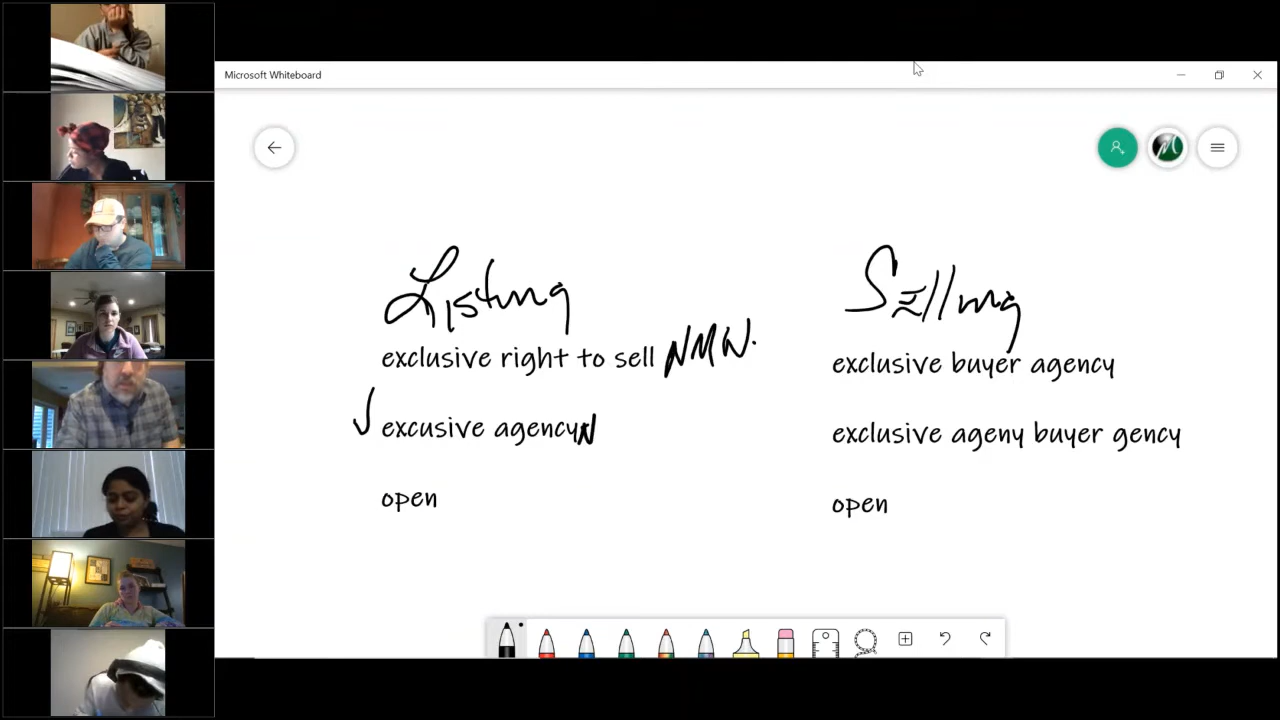 Microsoft Whiteboard
Listing
exclusive right to sell NMW.
excusive agency N
open
Selling
exclusive buyer agency
exclusive ageny buyer gency
open